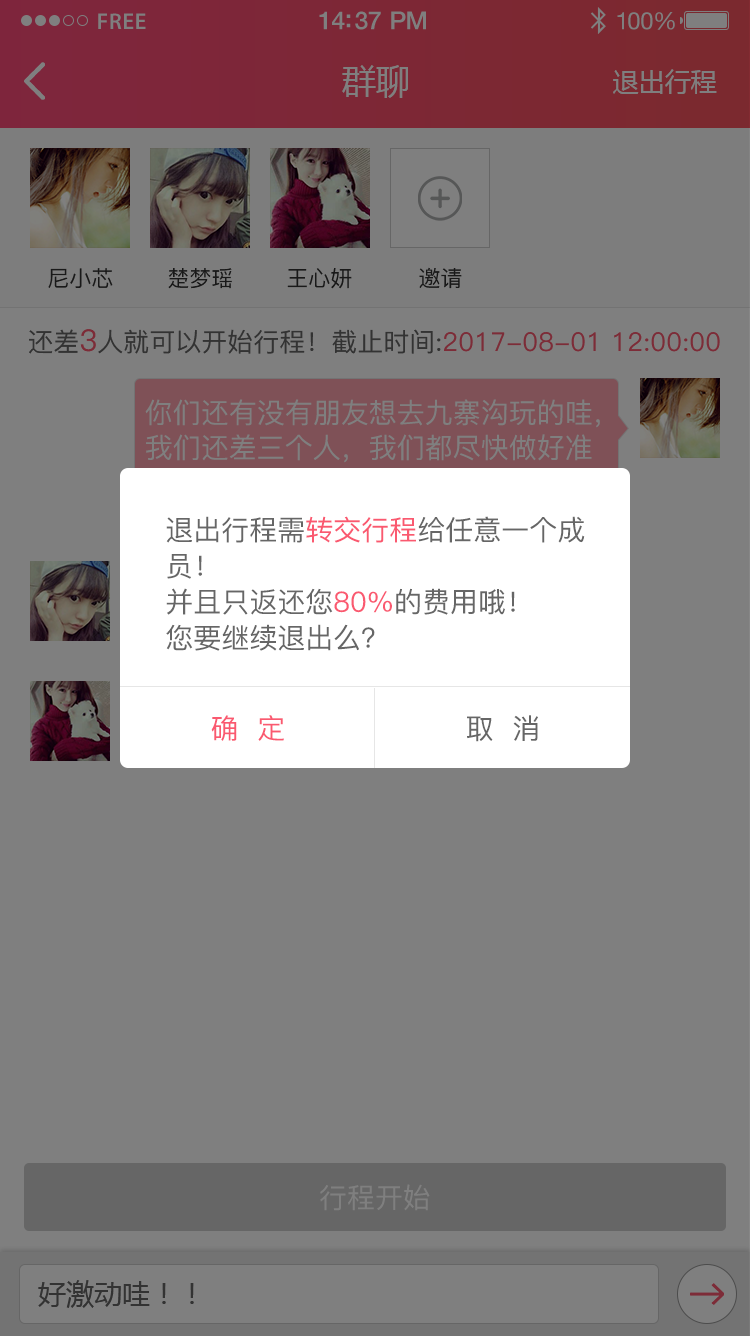 FREE 14:37 PM 100%
群聊 退出行程
尼小芯 楚梦瑶 王心妍 邀请
还差3人就可以开始行程！截止时间:2017-08-01 12:00:00
你们还有没有朋友想去九寨沟玩的哇，
我们还差三个人，我们都尽快做好准
退出行程需转交行程给任意一个成
员！
并且只返还您80%的费用哦！
您要继续退出么?
确 定 取 消
行程开始
好激动哇！！